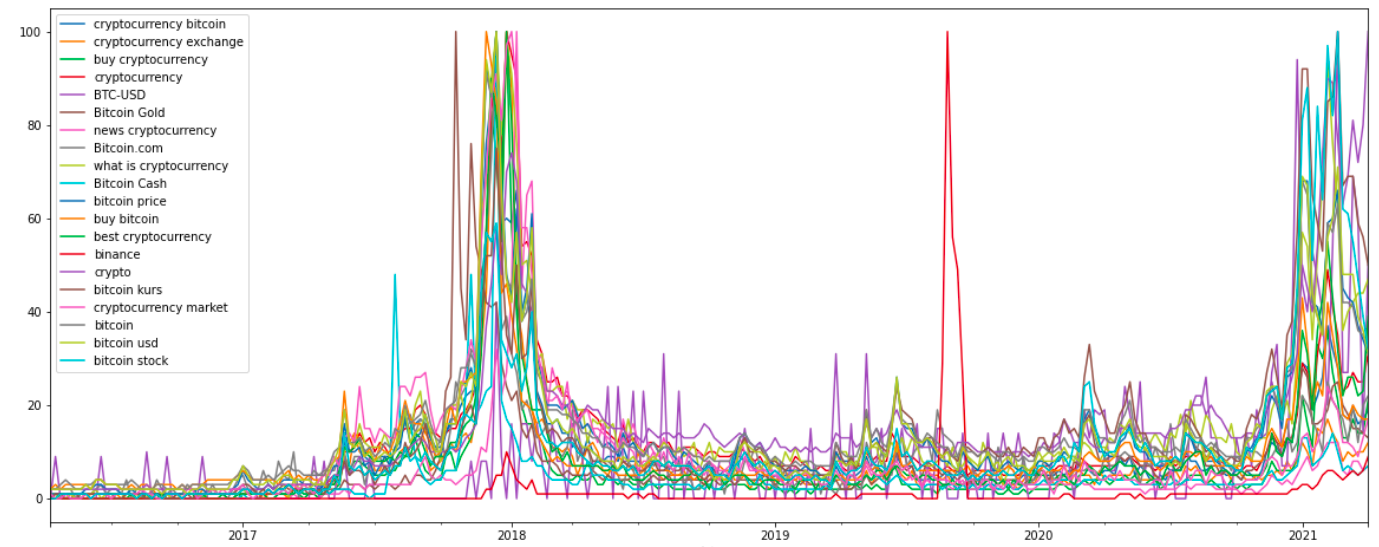 100
80
60
40
20
0
cryptocurrency bitcoin
cryptocurrency exchange
buy cryptocurrency
cryptocurrency
BTC-USD
Bitcoin Gold
news cryptocurrency
Bitcoin.com
what is cryptocurrency
Bitcoin Cash
bitcoin price
buy bitcoin
best cryptocurrency
binance
crypto
bitcoin kurs
cryptocurrency market
bitcoin
bitcoin usd
bitcoin stock
2017 2018 2019 2020 2021